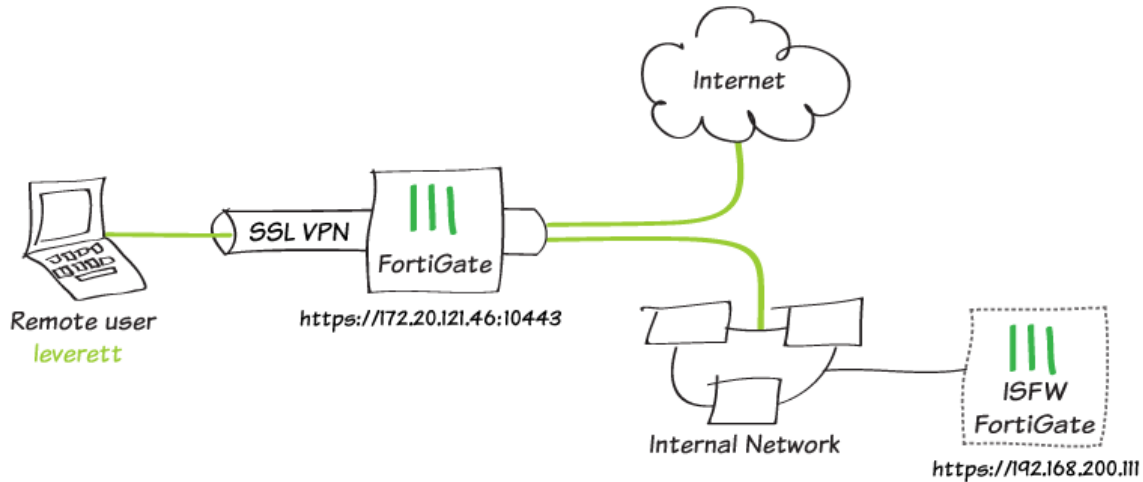 Internet
SSL VPN
FortiGate
Remote user
leverett
https://172.20.121.46:10443
ISFW
FortiGate
Internal Network
https://192.168.200.111